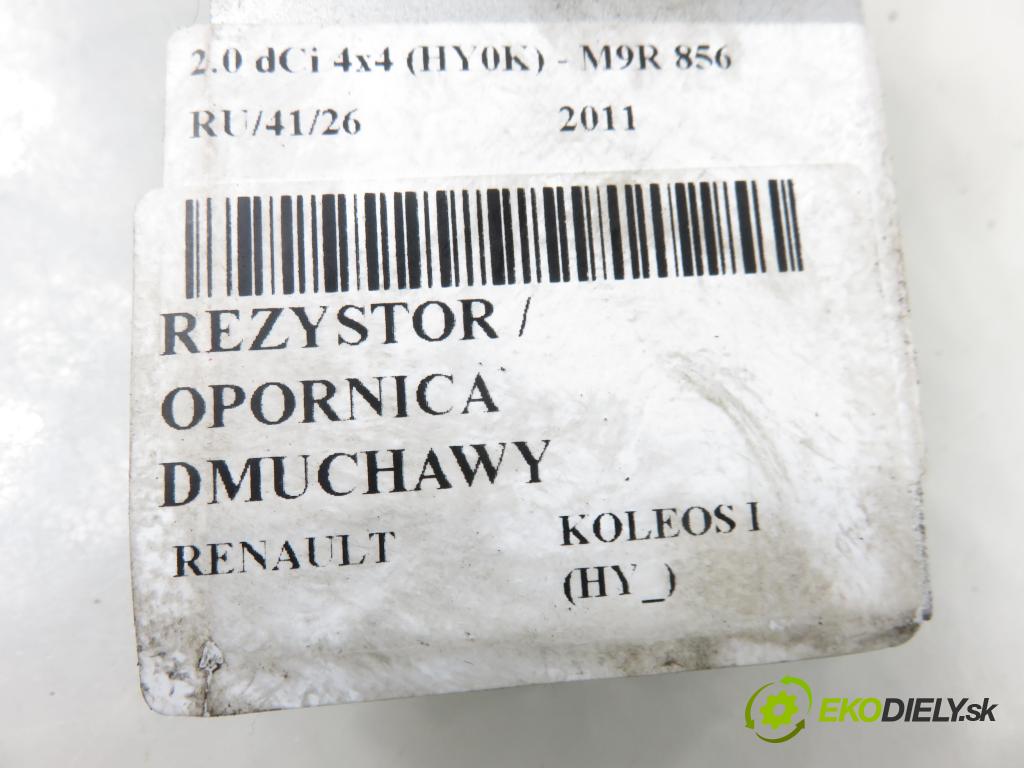 2.0 dCi 4x4 (HY0K) - M9R 856
RU/41/26 2011
REZYSTOR /
OPORNICA
DMUCHAWY
RENAULT KOLEOS I
(HY_)
EKODIELY.sk